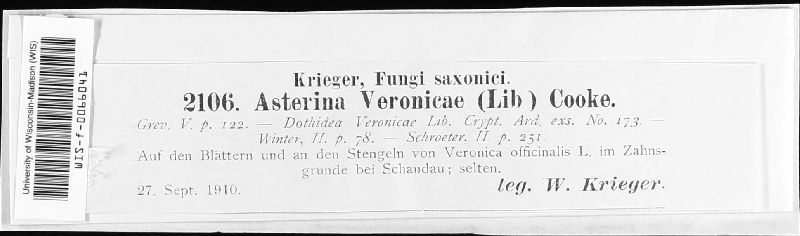 University of Wisconsin-Madison (WIS)
WIS-f-0066041
Krieger, Fungi saxonici.
2106. Asterina Veronicae (Lib) Cooke.
Grev. V. p. 122. — Dothidea Veronicae Lib. Crypt. Ard. exs. No. 173. —
Winter, II. p. 78. — Schroeter. II. p. 251.
Auf den Blättern und an den Stengeln von Veronica officinalis L. im Zahns-
grunde bei Schandau; selten.
27. Sept. 1910.
leg. W. Krieger.